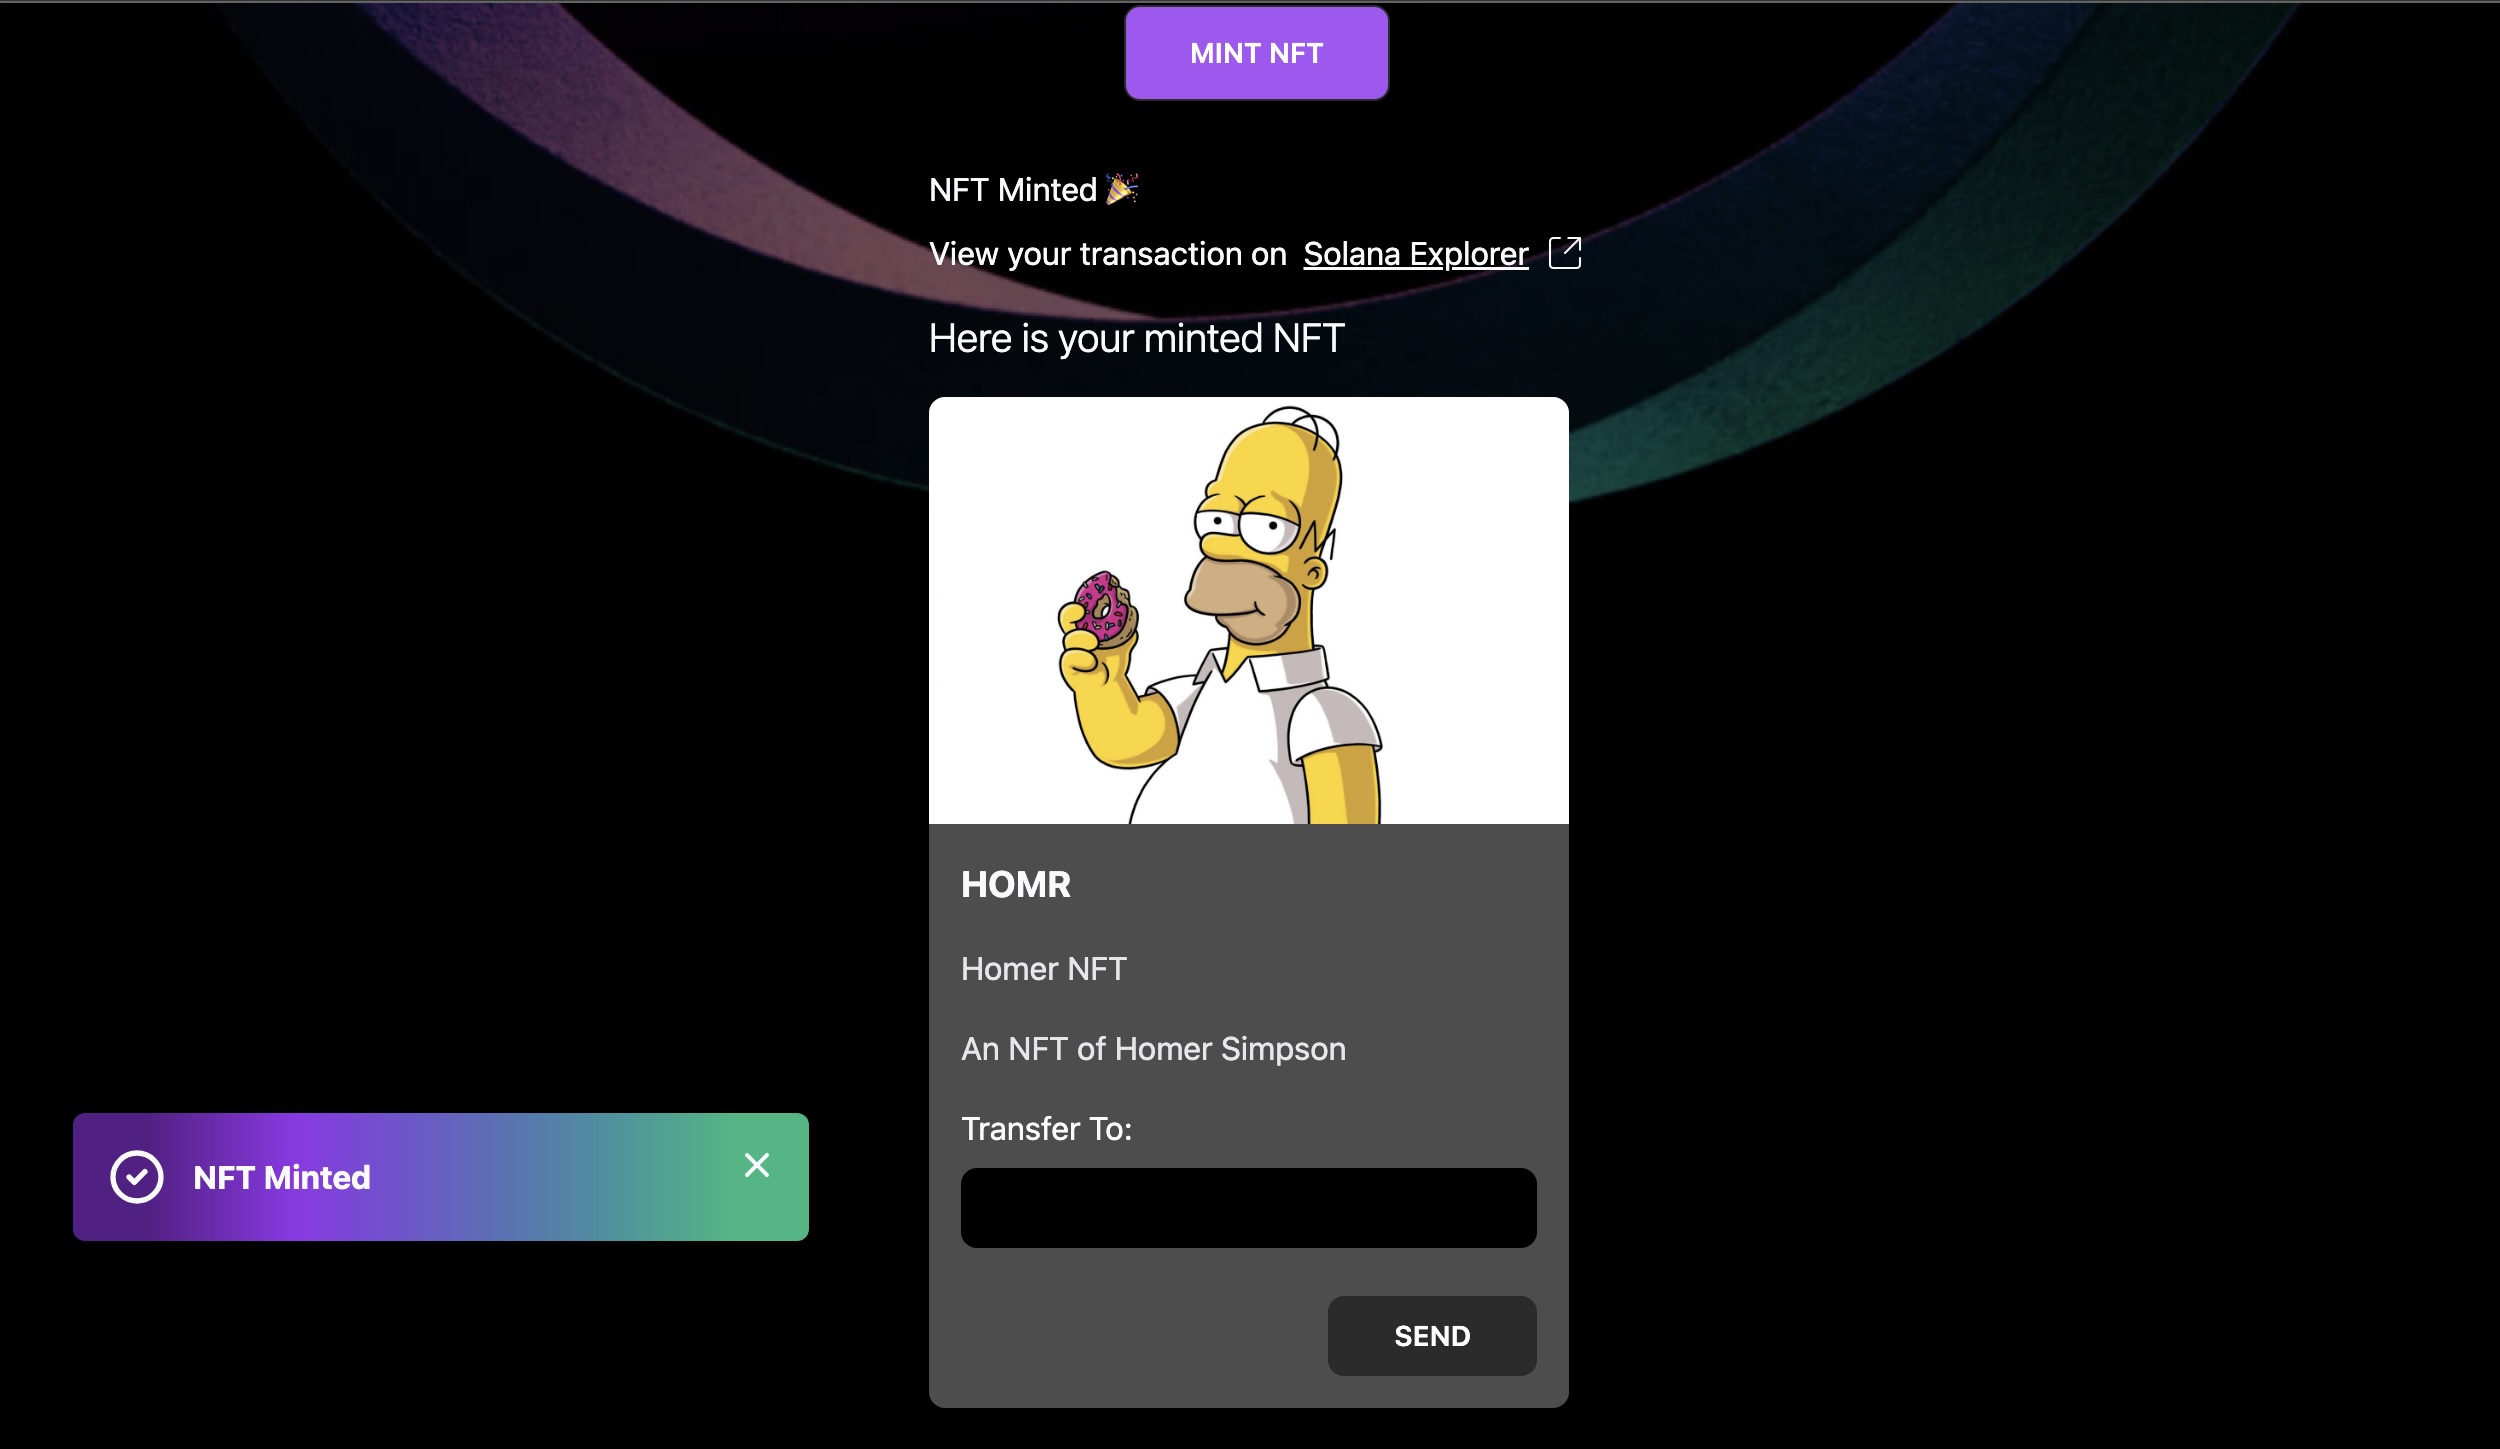 MINT NFT
NFT Minted 🎉
View your transaction on Solana Explorer
Here is your minted NFT
HOMR
Homer NFT
An NFT of Homer Simpson
Transfer To:
SEND
NFT Minted